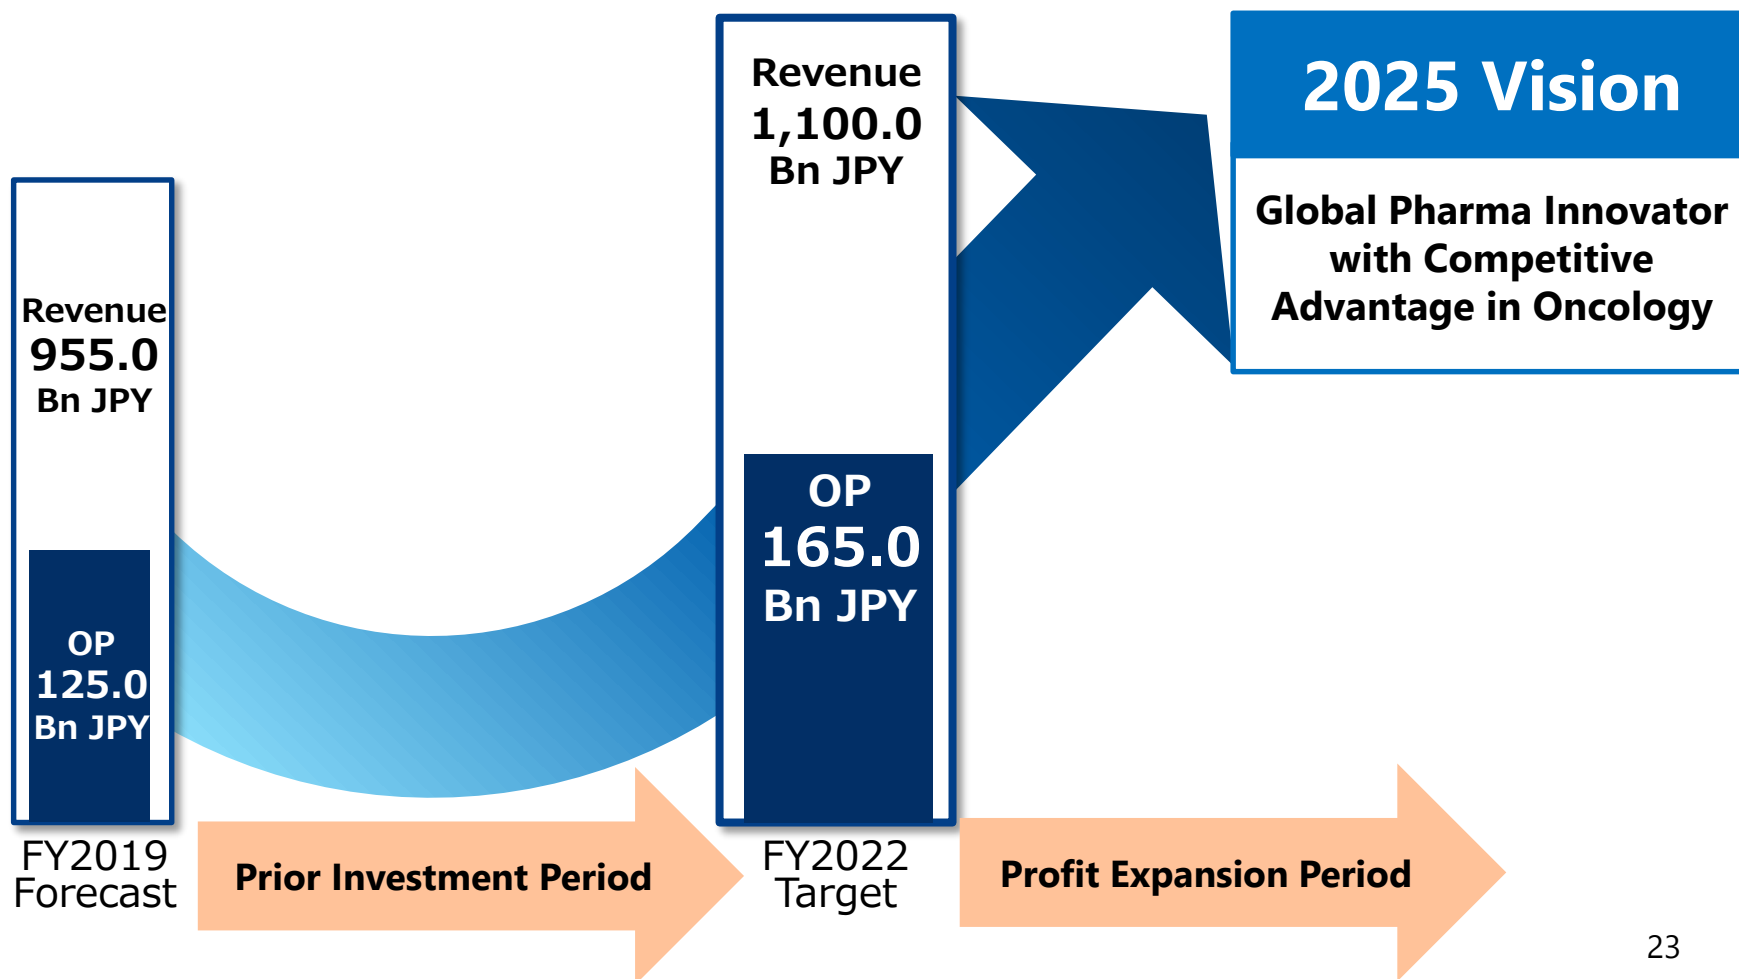 Revenue
955.0
Bn JPY
OP
125.0
Bn JPY
FY2019
Forecast
Prior Investment Period
Revenue
1,100.0
Bn JPY
OP
165.0
Bn JPY
FY2022
Target
Profit Expansion Period
2025 Vision
Global Pharma Innovator
with Competitive
Advantage in Oncology
23